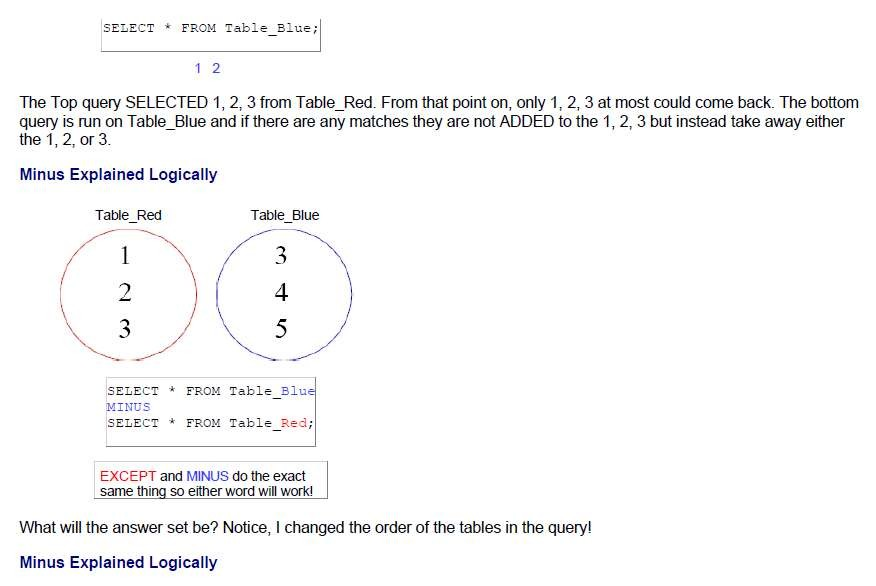 SELECT * FROM Table_Blue;
1 2
The Top query SELECTED 1, 2, 3 from Table_Red. From that point on, only 1, 2, 3 at most could come back. The bottom
query is run on Table_Blue and if there are any matches they are not ADDED to the 1, 2, 3 but instead take away either
the 1, 2, or 3.
Minus Explained Logically
Table_Red Table_Blue
1 3
2 4
3 5
SELECT * FROM Table_Blue
MINUS
SELECT * FROM Table_Red;
EXCEPT and MINUS do the exact
same thing so either word will work!
What will the answer set be? Notice, I changed the order of the tables in the query!
Minus Explained Logically